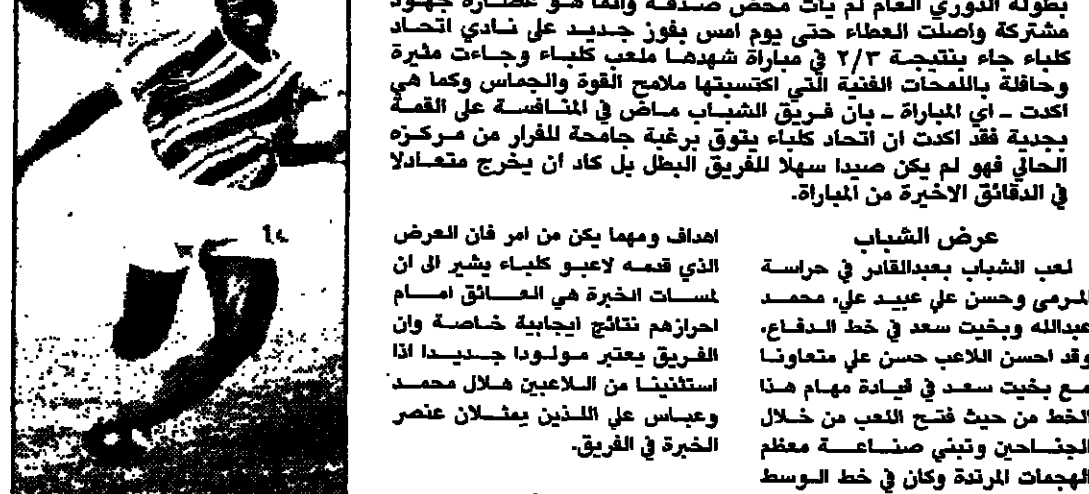 بطولة الدوري العام لم يات محض صدفة وانما هو عصارة جهود
مشتركة واصلت العطاء حتى يوم امس بفوز جديد على نادي اتحاد
كلباء جاء بنتيجة ٢/٣ في مباراة شهدها ملعب كلباء وجاءت مثيرة
وحافلة باللمحات الفنية التي اكتسبتها ملامح القوة والحماس وكما هي
اكدت - اي المباراة - بان فريق الشباب ماض في المنافسة على القمة
بجدية فقد اكدت ان اتحاد كلباء يتوق برغبة جامحة للفرار من مركزه
الحالي فهو لم يكن صيدا سهلا للفريق البطل بل كاد ان يخرج متعادلا
في الدقائق الاخيرة من المباراة.
عرض الشباب
لعب الشباب بعبدالقادر في حراسة
المرمى وحسن علي عبيد علي، محمد
عبدالله وبخيت سعد في خط الدفاع،
وقد احسن اللاعب حسن علي متعاونا
مع بخيت سعد في قيادة مهام هذا
الخط من حيث فتح اللعب من خلال
الجناحين وتبني صناعة معظم
الهجمات المرتدة وكان في خط الوسط
اهداف ومهما يكن من امر فان العرض
الذي قدمه لاعبو كلباء يشير الى ان
لمسات الخبرة هي العائق امام
احرازهم نتائج ايجابية خاصة وان
الفريق يعتبر مولودا جديدا اذا
استثنينا من اللاعبين هلال محمد
وعباس علي اللذين يمثلان عنصر
الخبرة في الفريق.